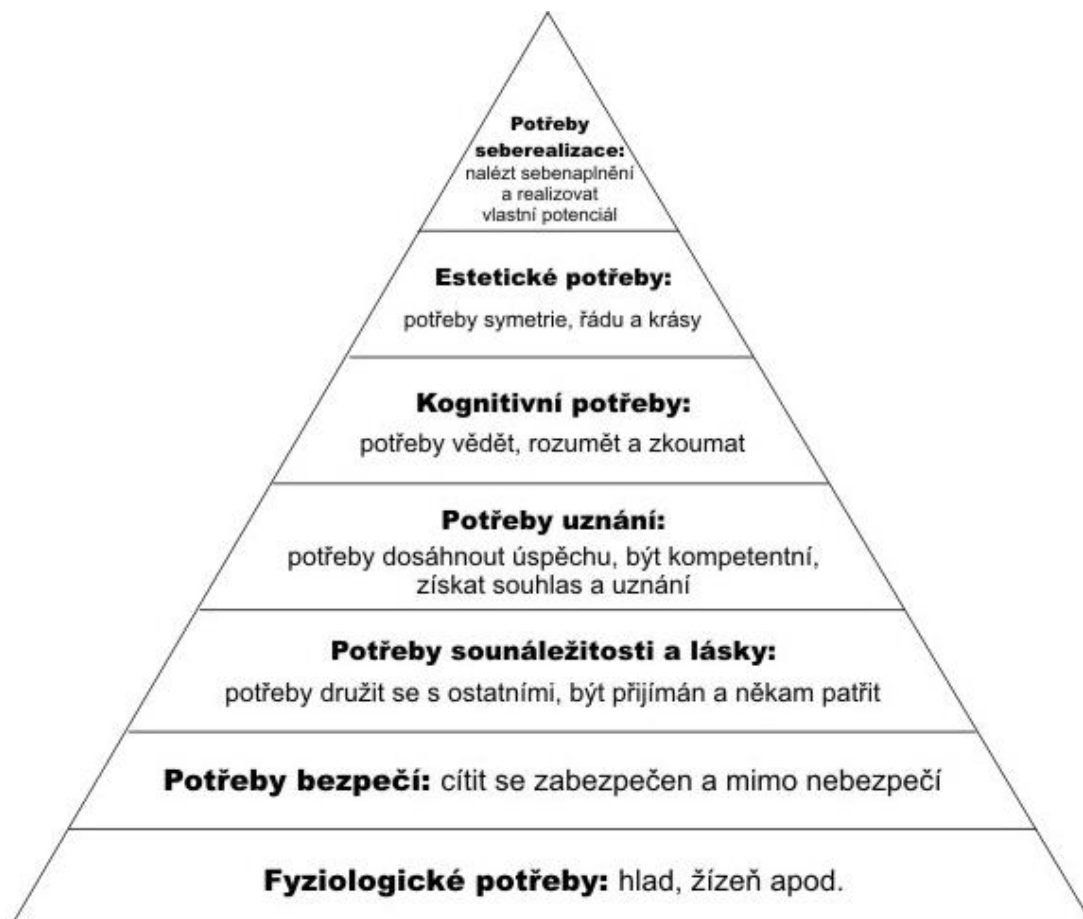 Potřeby
seberealizace:
nalézt sebenaplnění
a realizovat
vlastní potenciál
Estetické potřeby:
potřeby symetrie, řádu a krásy
Kognitivní potřeby:
potřeby vědět, rozumět a zkoumat
Potřeby uznání:
potřeby dosáhnout úspěchu, být kompetentní,
získat souhlas a uznání
Potřeby sounáležitosti a lásky:
potřeby družit se s ostatními, být přijímán a někam patřit
Potřeby bezpečí: cítit se zabezpečen a mimo nebezpečí
Fyziologické potřeby: hlad, žízeň apod.